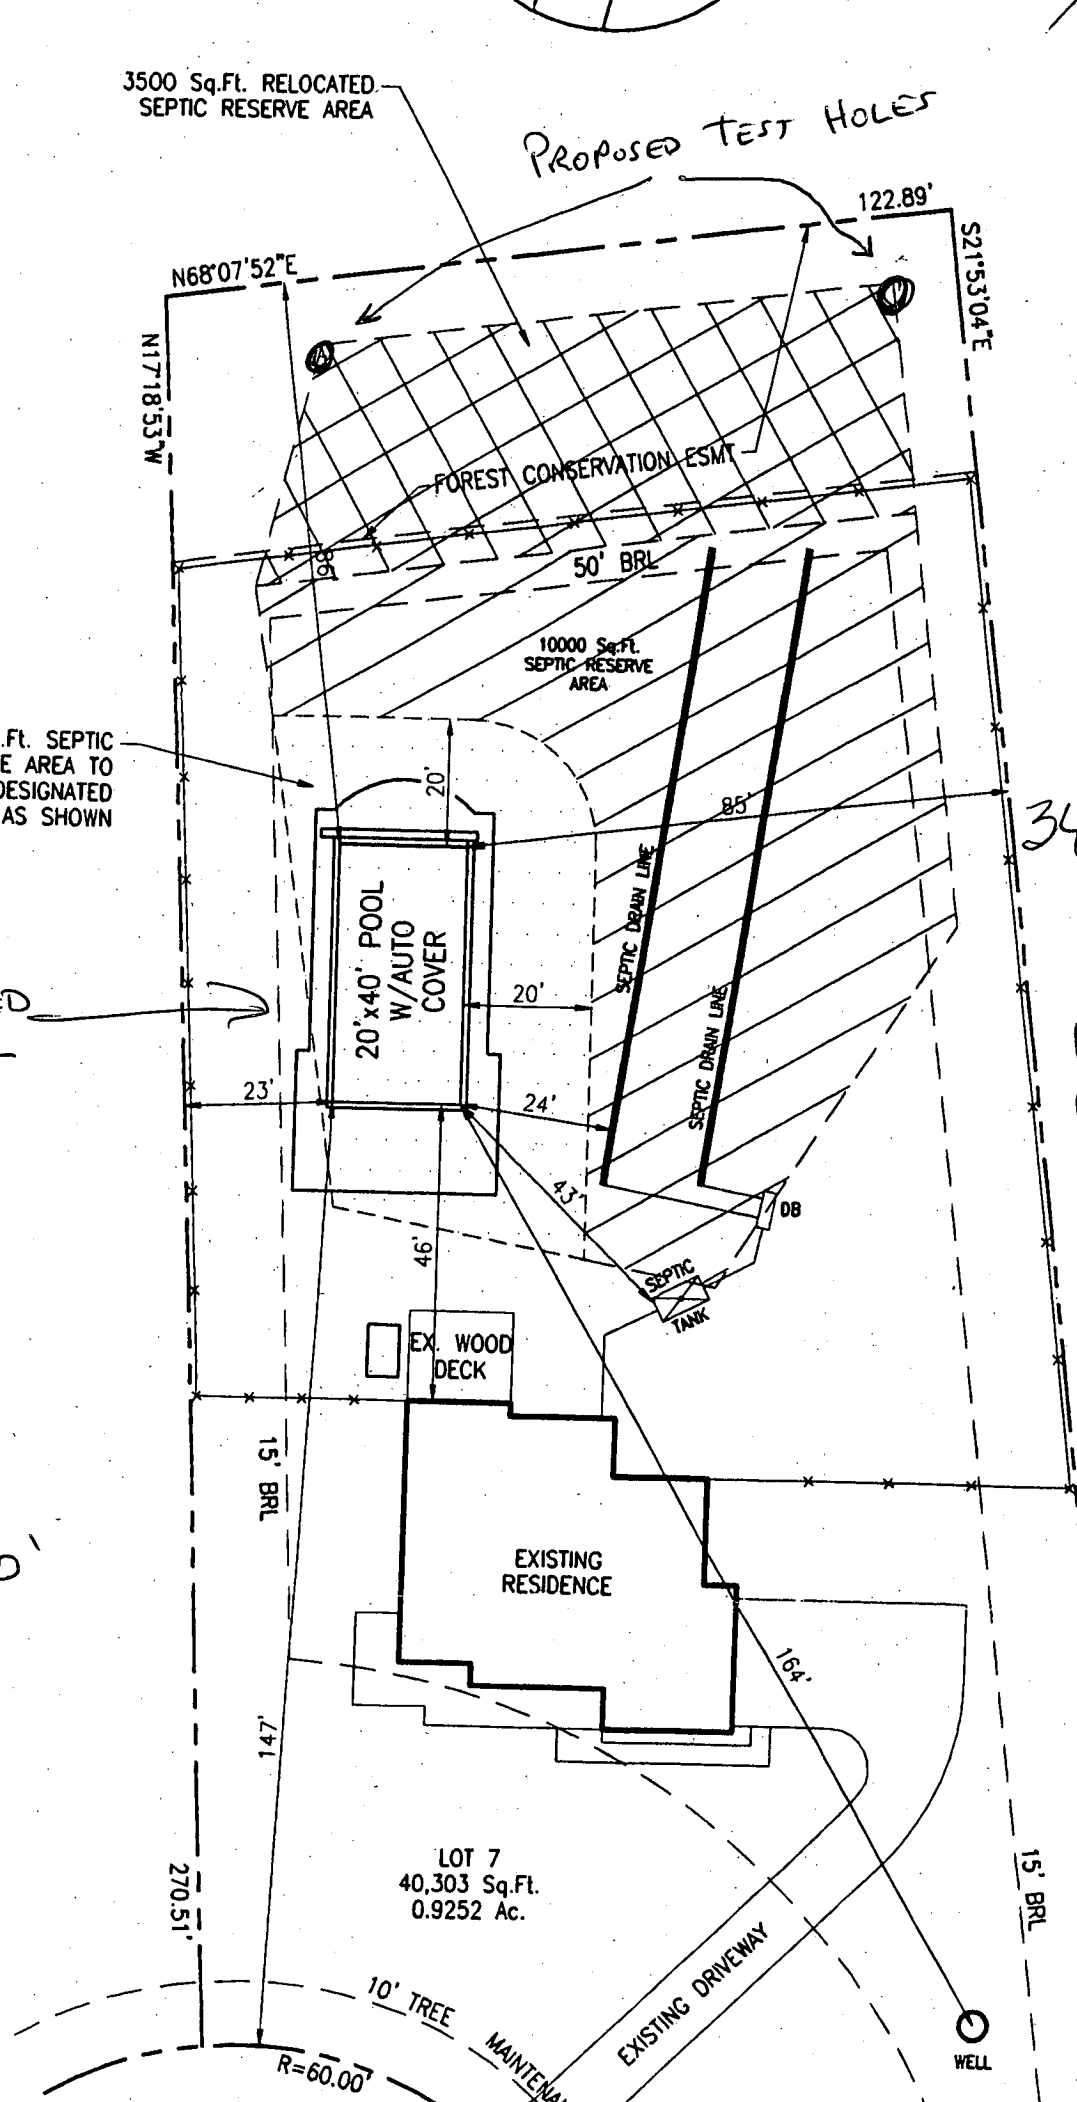 3500 Sq.Ft. RELOCATED
SEPTIC RESERVE AREA
PROPOSED TEST HOLES
122.89'
N68°07'52"E
S21°53'04"E
N17°18'53"W
FOREST CONSERVATION ESMT
86'
50' BRL
10000 Sq.Ft.
SEPTIC RESERVE
AREA
.Ft. SEPTIC
E AREA TO
DESIGNATED
AS SHOWN
20'
85'
34
20'x40' POOL
W/AUTO
COVER
SEPTIC DRAIN LINE
SEPTIC DRAIN LINE
20'
23'
24'
43'
46'
DB
SEPTIC
TANK
EX. WOOD
DECK
15' BRL
EXISTING
RESIDENCE
164'
147'
LOT 7
40,303 Sq.Ft.
0.9252 Ac.
270.51'
15' BRL
10' TREE MAINTENA
EXISTING DRIVEWAY
R=60.00'
WELL